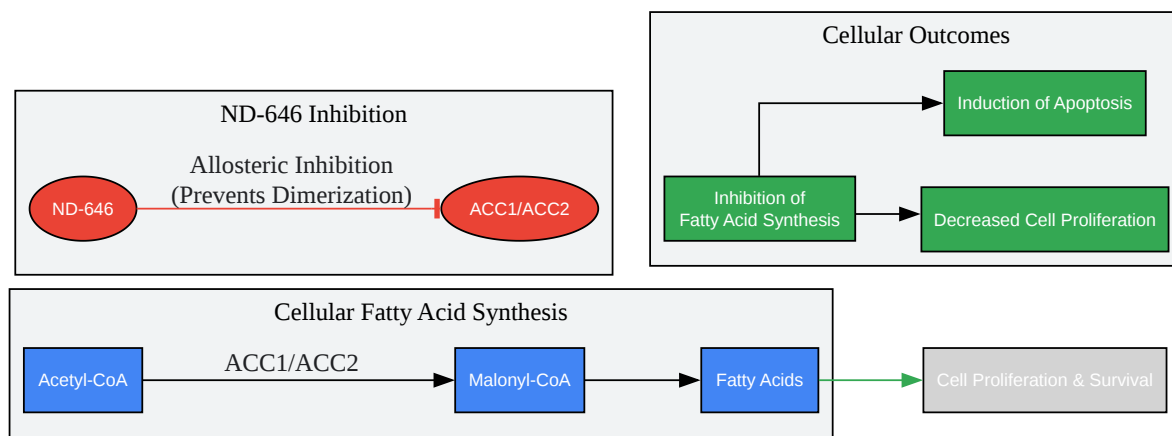 Cellular Outcomes
Induction of Apoptosis
Inhibition of
Fatty Acid Synthesis
Decreased Cell Proliferation
ND-646 Inhibition
Allosteric Inhibition
(Prevents Dimerization)
ND-646
ACC1/ACC2
Cellular Fatty Acid Synthesis
Acetyl-CoA
ACC1/ACC2
Malonyl-CoA
Fatty Acids
Cell Proliferation & Survival